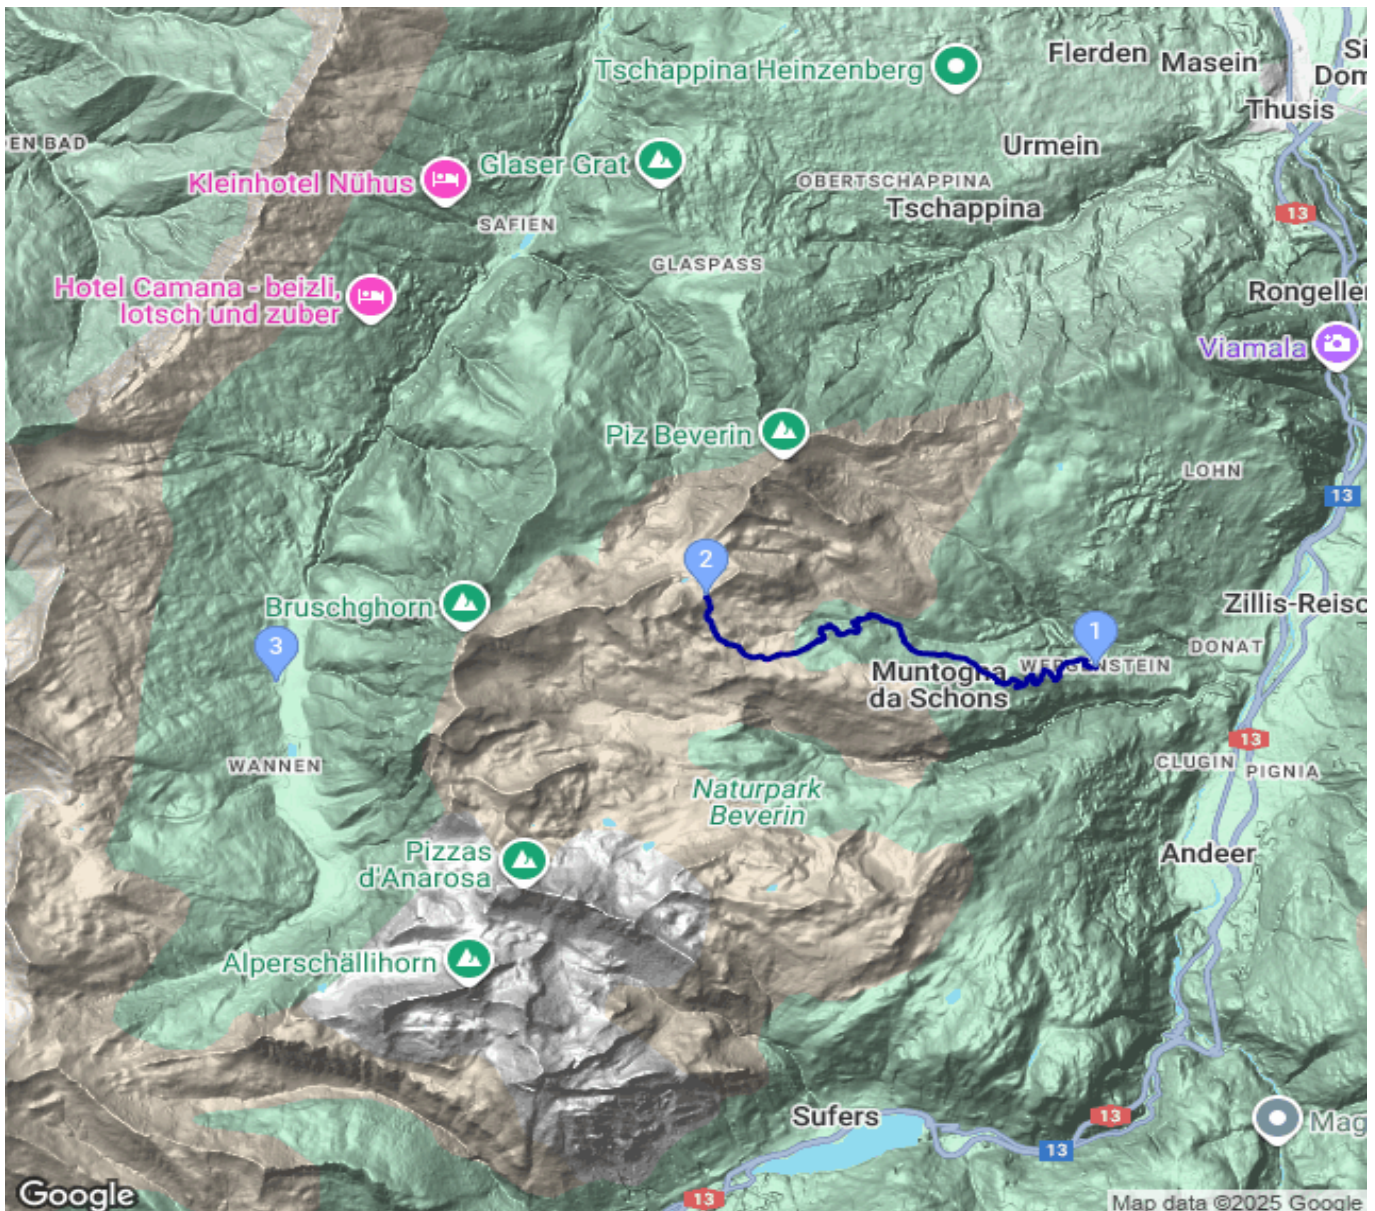 Flerden
Masein
Si
Tschappina Heinzenberg
Dom
Thusis
EN BAD
Urmein
Glaser Grat
Kleinhotel Nühus
OBERTSCHAPPINA
Tschappina
13
SAFIEN
GLASPASS
Hotel Camana - beizli,
lotsch und zuber
Rongeller
Viamala
Piz Beverin
LOHN
13
2
Bruschghorn
Zillis-Reisc
1
3
DONAT
WERGENSTEIN
Muntogna
da Schons
13
WANNEN
CLUGIN
PIGNIA
Naturpark
Beverin
Pizzas
d'Anarosa
Andeer
Alperschällihorn
Sufers
13
Mag
13
13
Google
Map data ©2025 Google